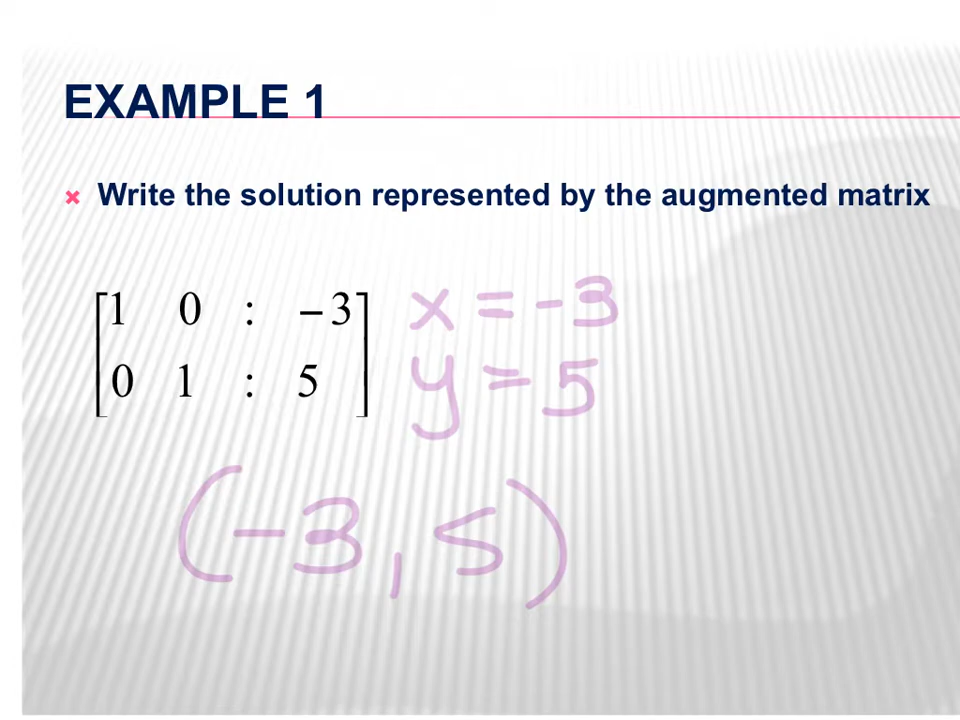 EXAMPLE 1
Write the solution represented by the augmented matrix
1 0 : −3
x = -3
0 1 : 5
y = 5
(-3, 5)